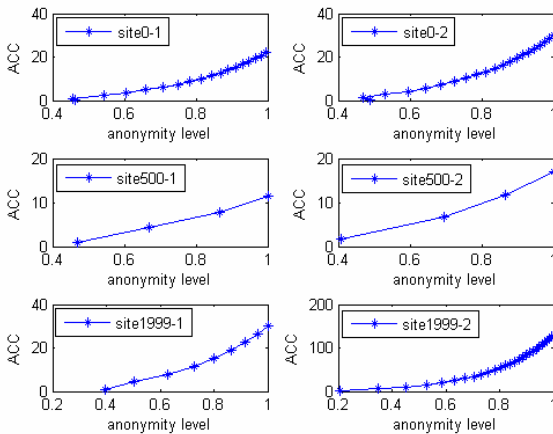 40
20
0
ACC
site0-1
0.4 0.6 0.8 1
anonymity level
40
20
0
ACC
site0-2
0.4 0.6 0.8 1
anonymity level
20
10
0
ACC
site500-1
0.4 0.6 0.8 1
anonymity level
20
10
0
ACC
site500-2
0.4 0.6 0.8 1
anonymity level
40
20
0
ACC
site1999-1
0.2 0.4 0.6 0.8 1
anonymity level
200
100
0
ACC
site1999-2
0.2 0.4 0.6 0.8 1
anonymity level